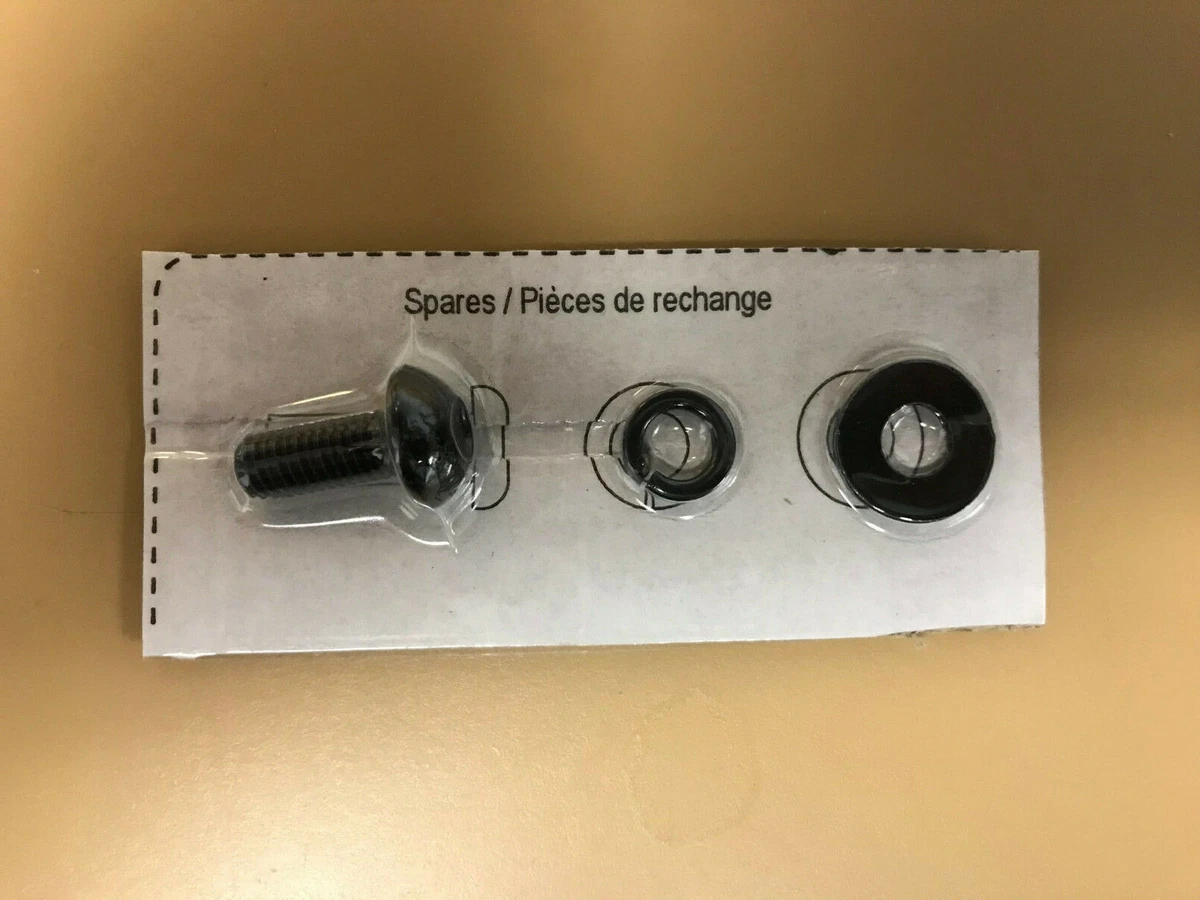 Spares / Pièces de rechange